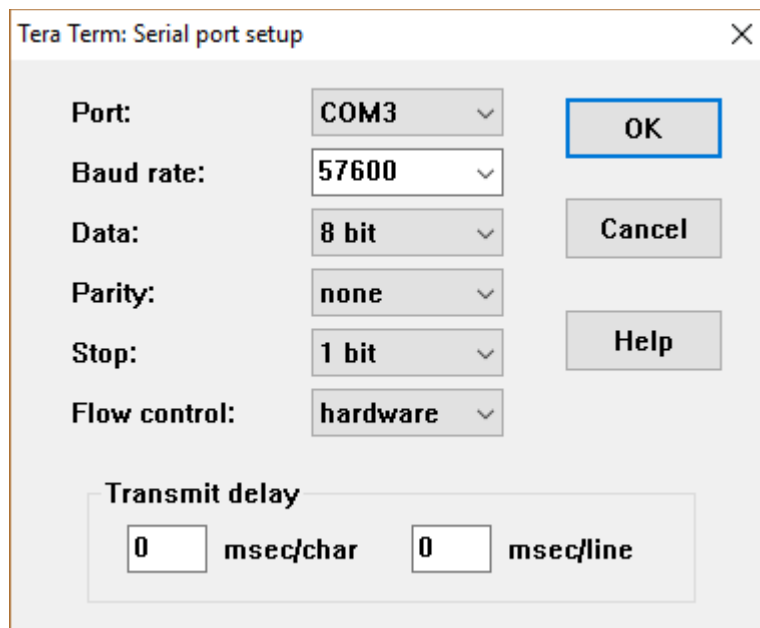 Tera Term: Serial port setup
Port: COM3 OK
Baud rate: 57600
Data: 8 bit Cancel
Parity: none
Stop: 1 bit Help
Flow control: hardware
Transmit delay
0 msec/char 0 msec/line